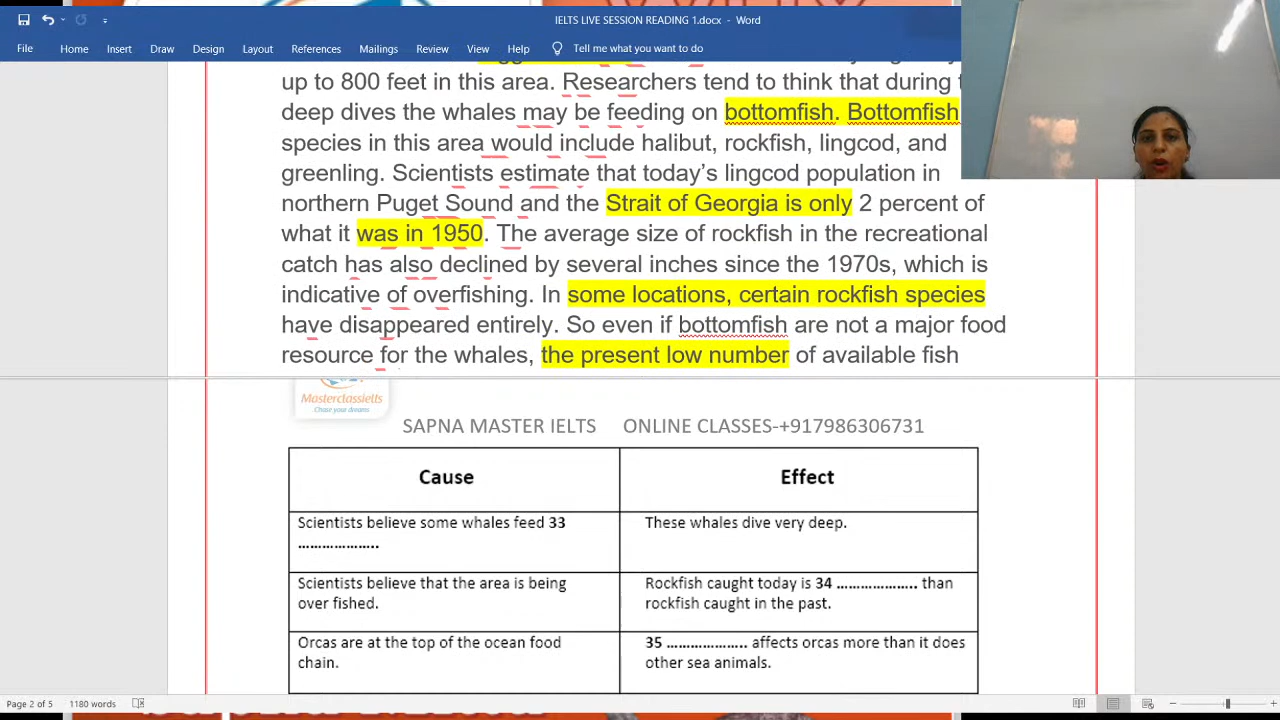 IELTS LIVE SESSION READING 1.docx - Word
File Home Insert Draw Design Layout References Mailings Review View Help Tell me what you want to do
up to 800 feet in this area. Researchers tend to think that during
deep dives the whales may be feeding on bottomfish. Bottomfish
species in this area would include halibut, rockfish, lingcod, and
greenling. Scientists estimate that today's lingcod population in
northern Puget Sound and the Strait of Georgia is only 2 percent of
what it was in 1950. The average size of rockfish in the recreational
catch has also declined by several inches since the 1970s, which is
indicative of overfishing. In some locations, certain rockfish species
have disappeared entirely. So even if bottomfish are not a major food
resource for the whales, the present low number of available fish
Masterclassielts
Chase your dreams
SAPNA MASTER IELTS ONLINE CLASSES-+917986306731
Cause Effect
Scientists believe some whales feed 33 ……………….. These whales dive very deep.
Scientists believe that the area is being over fished. Rockfish caught today is 34 ……………….. than rockfish caught in the past.
Orcas are at the top of the ocean food chain. 35 ……………….. affects orcas more than it does other sea animals.
Page 2 of 5 1180 words